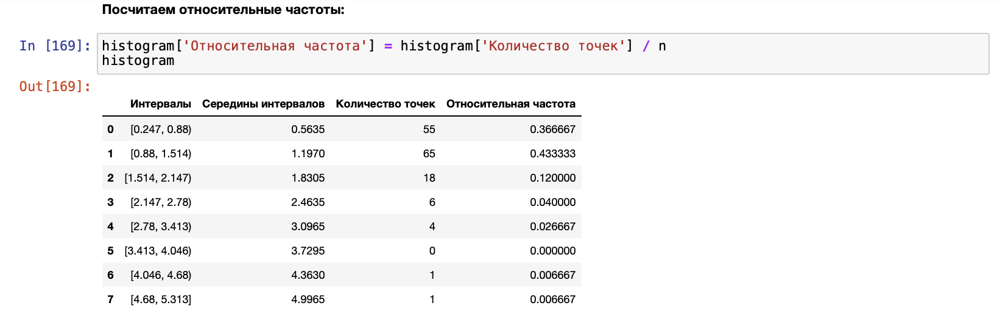 Посчитаем относительные частоты:
In [169]: histogram['Относительная частота'] = histogram['Количество точек'] / n
histogram
Out[169]:
Интервалы Середины интервалов Количество точек Относительная частота
0 [0.247, 0.88) 0.5635 55 0.366667
1 [0.88, 1.514) 1.1970 65 0.433333
2 [1.514, 2.147) 1.8305 18 0.120000
3 [2.147, 2.78) 2.4635 6 0.040000
4 [2.78, 3.413) 3.0965 4 0.026667
5 [3.413, 4.046) 3.7295 0 0.000000
6 [4.046, 4.68) 4.3630 1 0.006667
7 [4.68, 5.313] 4.9965 1 0.006667